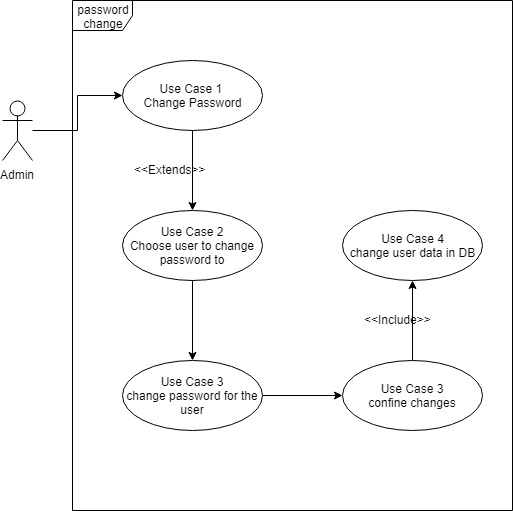 password
change
Use Case 1
Change Password
Admin
<<Extends>>
Use Case 2
Choose user to change
password to
Use Case 4
change user data in DB
<<Include>>
Use Case 3
change password for the
user
Use Case 3
confine changes